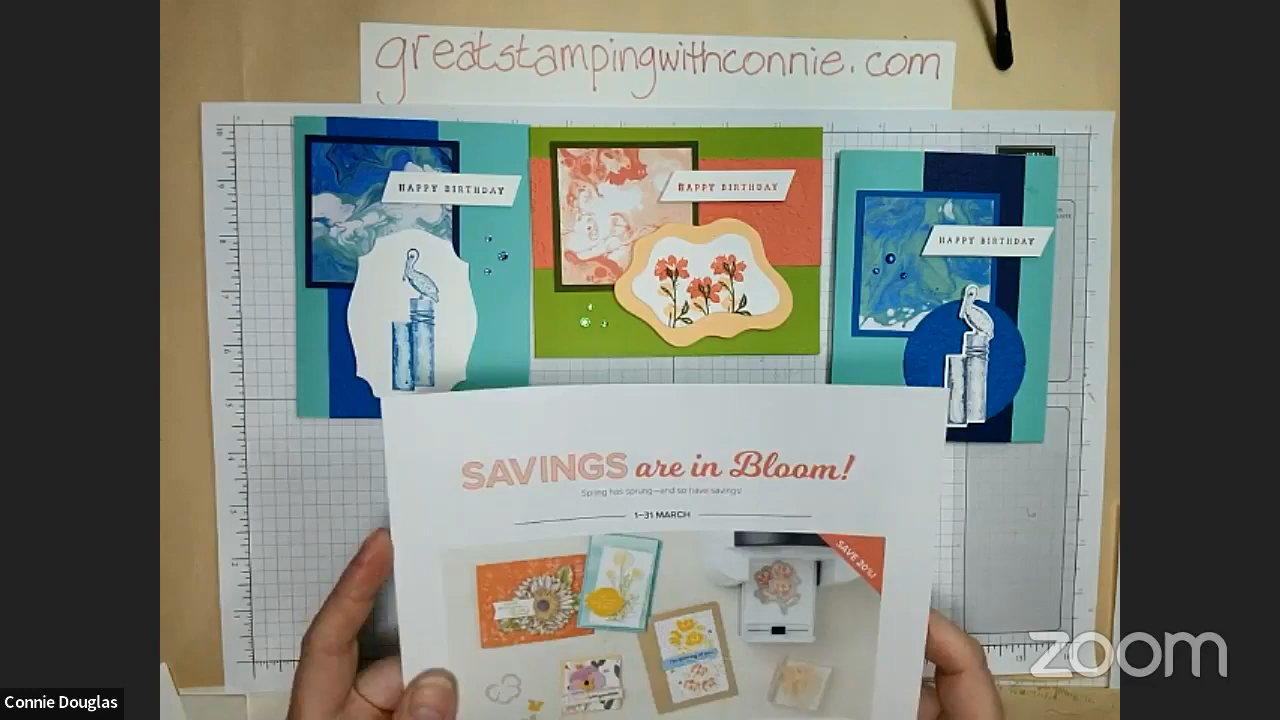 greatstampingwithconnie.com
HAPPY BIRTHDAY
HAPPY BIRTHDAY
HAPPY BIRTHDAY
SAVINGS are in Bloom!
Spring has sprung—and so have savings!
1–31 MARCH
SAVE 20%!
zoom
Connie Douglas